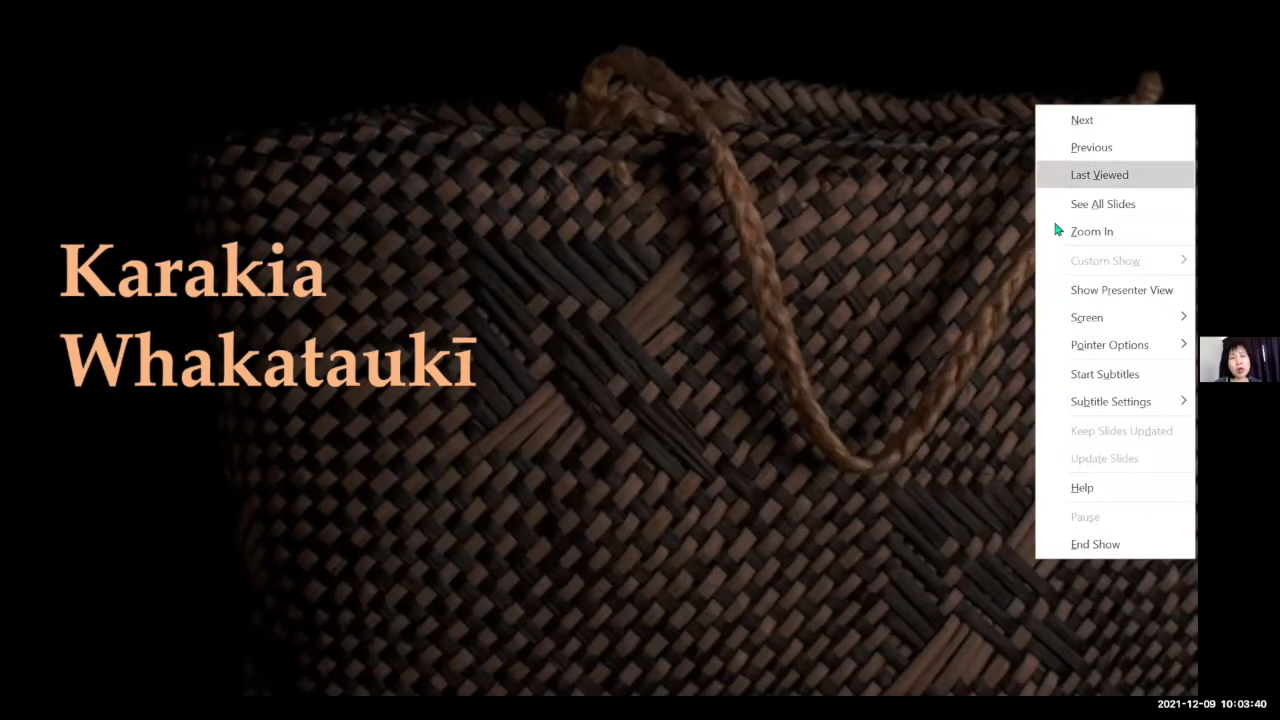 Karakia
Whakataukī
Next
Previous
Last Viewed
See All Slides
Zoom In
Custom Show
Show Presenter View
Screen
Pointer Options
Start Subtitles
Subtitle Settings
Keep Slides Updated
Update Slides
Help
Pause
End Show
2021-12-09 10:03:40